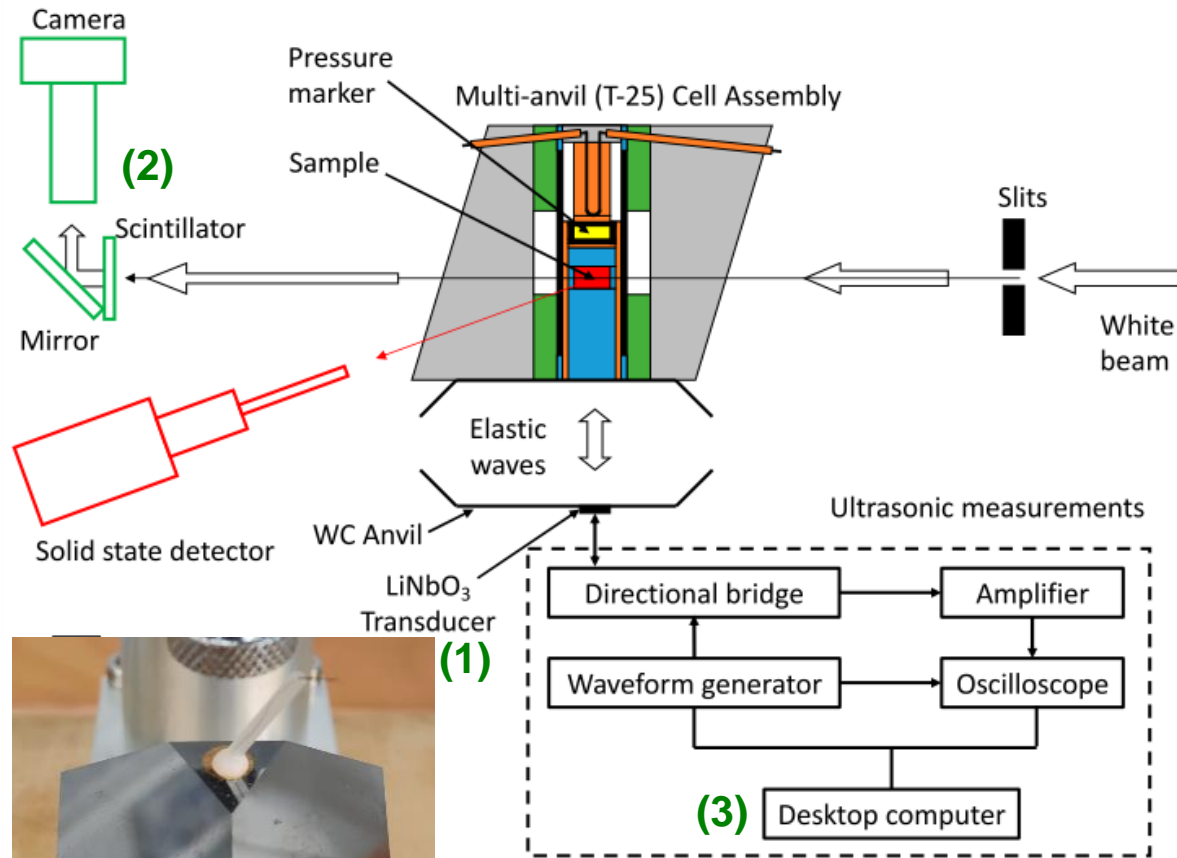 Camera
Pressure
marker
Multi-anvil (T-25) Cell Assembly
(2)
Sample
Slits
Scintillator
Mirror
White
beam
Elastic
waves
Ultrasonic measurements
WC Anvil
Solid state detector
LiNbO₃
Transducer
(1)
Directional bridge
Amplifier
Waveform generator
Oscilloscope
(3)
Desktop computer